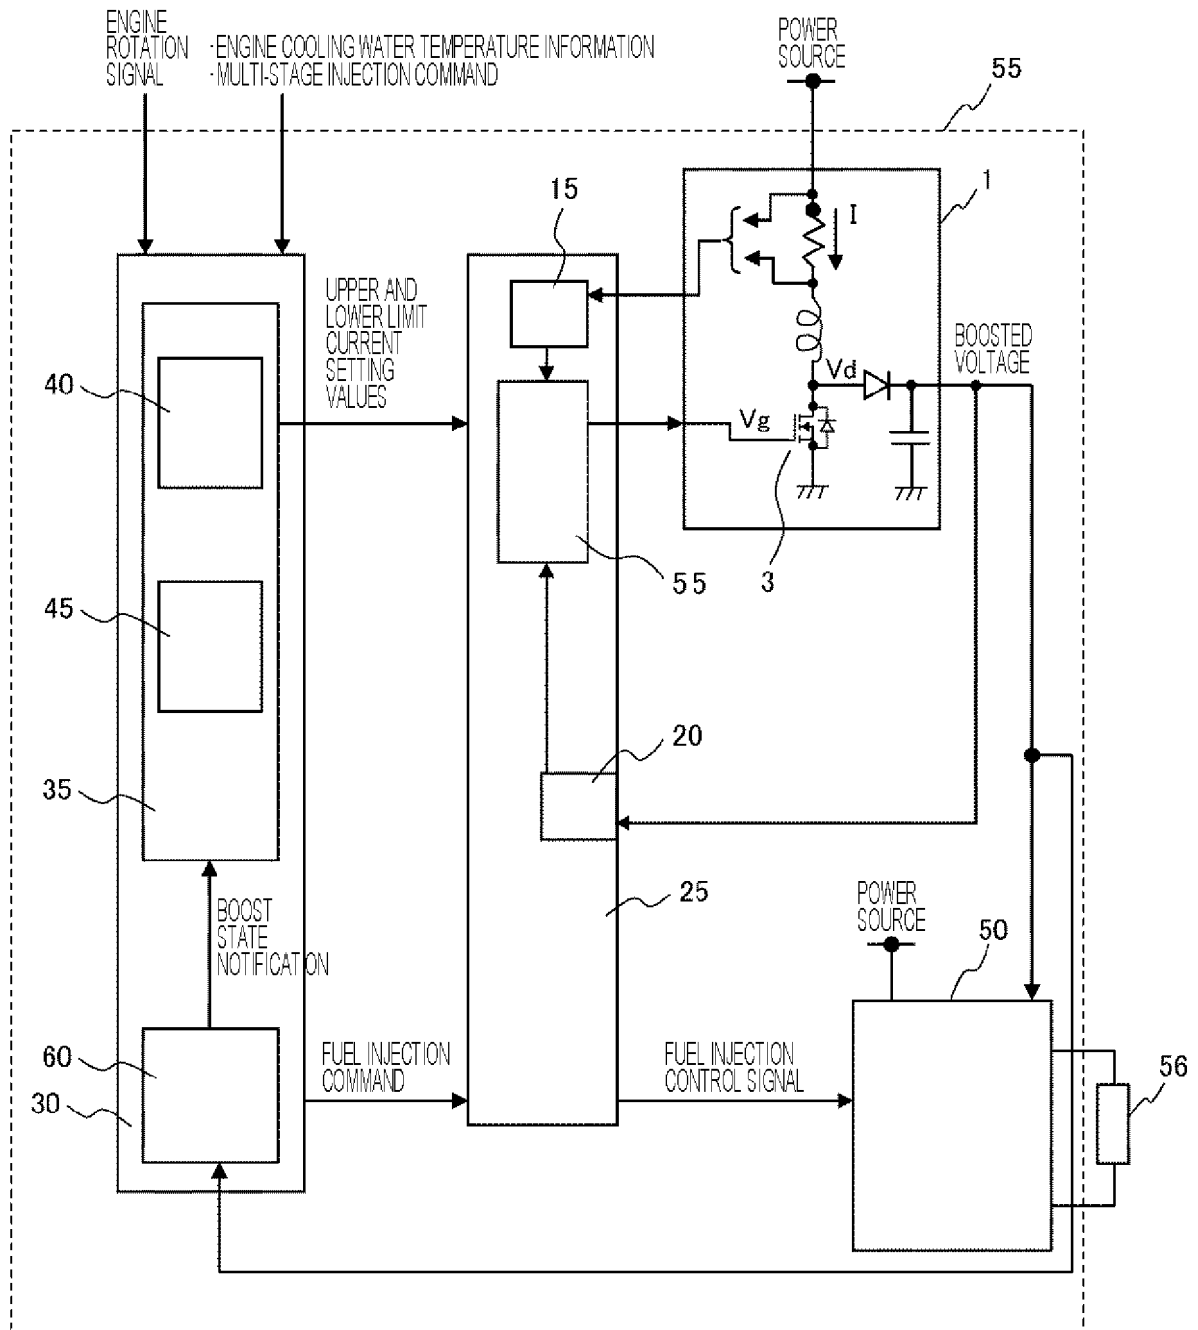 ENGINE
ROTATION
SIGNAL
·ENGINE COOLING WATER TEMPERATURE INFORMATION
·MULTI-STAGE INJECTION COMMAND
POWER
SOURCE
55
1
15
I
UPPER AND
LOWER LIMIT
CURRENT
SETTING
VALUES
BOOSTED
VOLTAGE
Vd
40
Vg
3
55
45
20
35
25
POWER
SOURCE
BOOST
STATE
NOTIFICATION
50
60
FUEL INJECTION
COMMAND
FUEL INJECTION
CONTROL SIGNAL
56
30